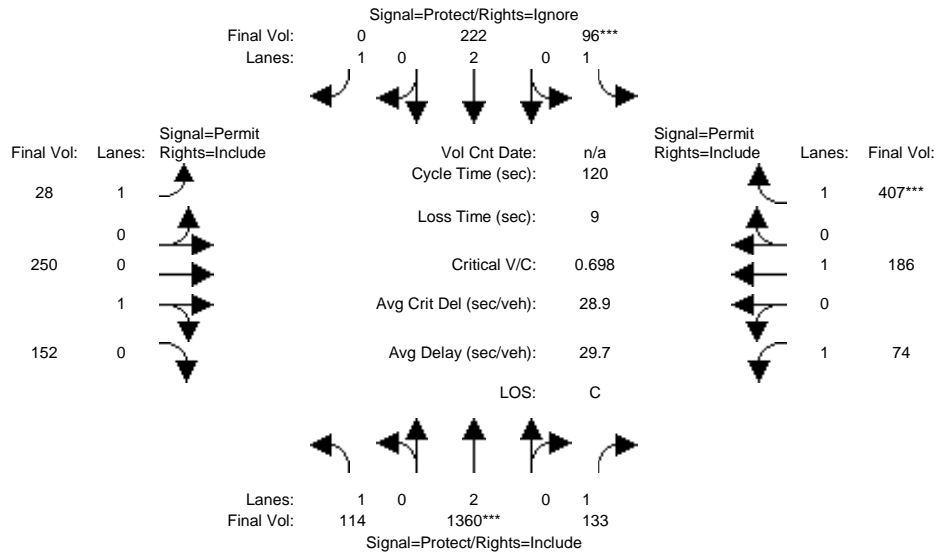 Signal=Protect/Rights=Ignore
Final Vol: 0 222 96***
Lanes: 1 0 2 0 1
Signal=Permit
Final Vol: Lanes: Rights=Include
Vol Cnt Date: n/a
Signal=Permit
Rights=Include Lanes: Final Vol:
Cycle Time (sec): 120
28 1
1 407***
Loss Time (sec): 9
0
0
250 0
Critical V/C: 0.698
1 186
1
Avg Crit Del (sec/veh): 28.9
0
152 0
Avg Delay (sec/veh): 29.7
1 74
LOS: C
Lanes: 1 0 2 0 1
Final Vol: 114 1360*** 133
Signal=Protect/Rights=Include